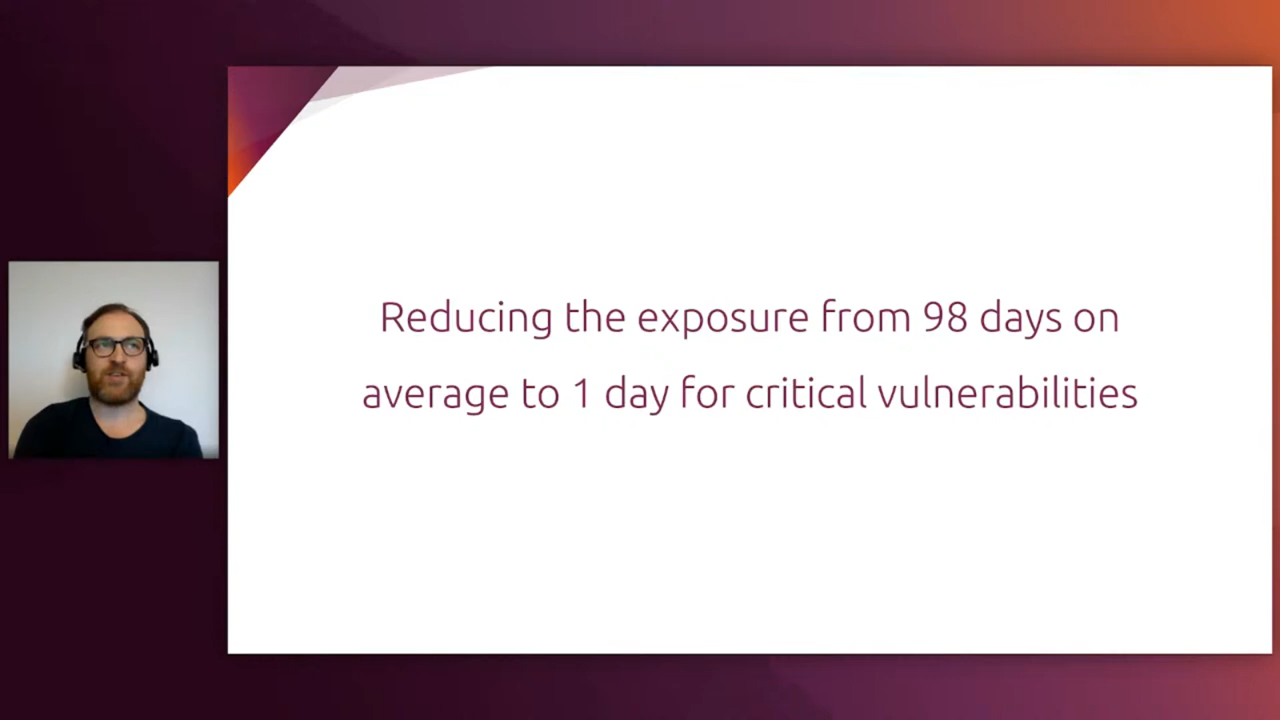 Reducing the exposure from 98 days on
average to 1 day for critical vulnerabilities